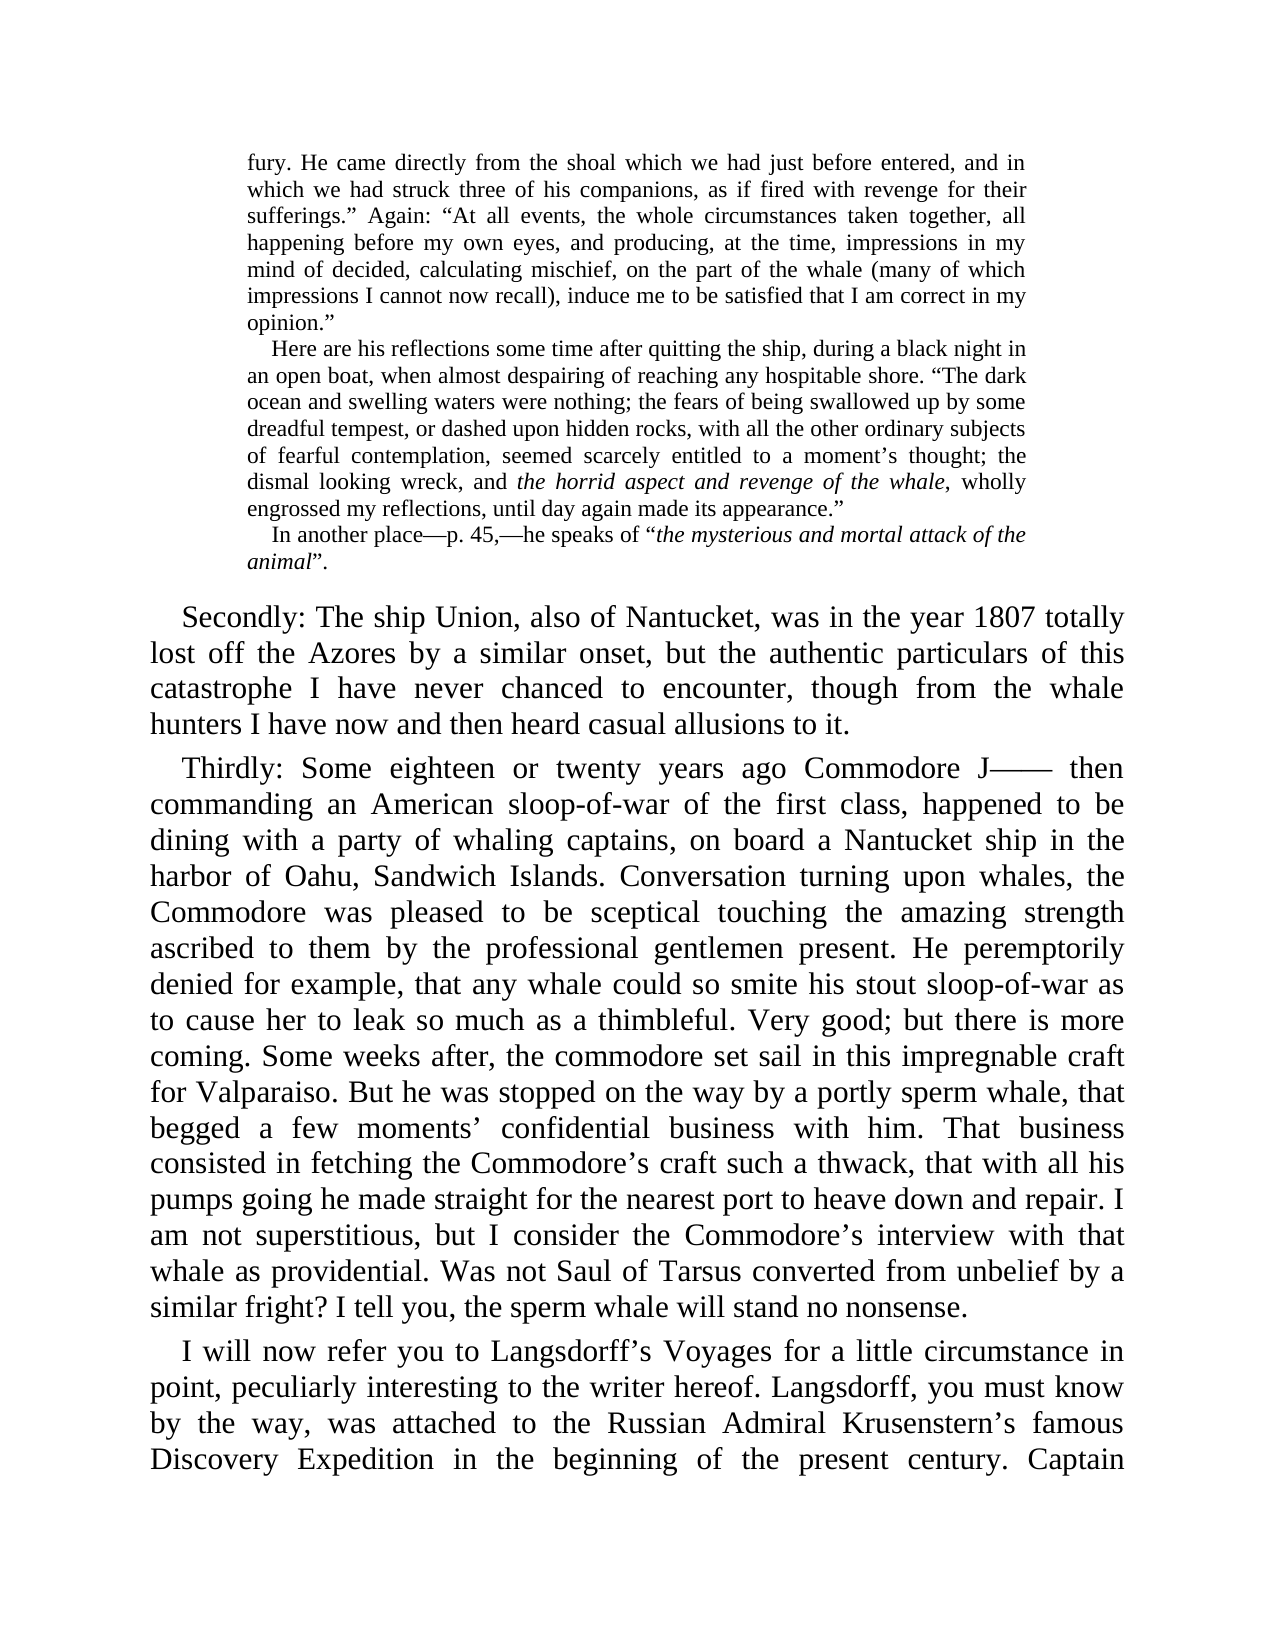 fury. He came directly from the shoal which we had just before entered, and in
which we had struck three of his companions, as if fired with revenge for their
sufferings.” Again: “At all events, the whole circumstances taken together, all
happening before my own eyes, and producing, at the time, impressions in my
mind of decided, calculating mischief, on the part of the whale (many of which
impressions I cannot now recall), induce me to be satisfied that I am correct in my
opinion.”
Here are his reflections some time after quitting the ship, during a black night in
an open boat, when almost despairing of reaching any hospitable shore. “The dark
ocean and swelling waters were nothing; the fears of being swallowed up by some
dreadful tempest, or dashed upon hidden rocks, with all the other ordinary subjects
of fearful contemplation, seemed scarcely entitled to a moment’s thought; the
dismal looking wreck, and the horrid aspect and revenge of the whale, wholly
engrossed my reflections, until day again made its appearance.”
In another place—p. 45,—he speaks of “the mysterious and mortal attack of the
animal”.
Secondly: The ship Union, also of Nantucket, was in the year 1807 totally
lost off the Azores by a similar onset, but the authentic particulars of this
catastrophe I have never chanced to encounter, though from the whale
hunters I have now and then heard casual allusions to it.
Thirdly: Some eighteen or twenty years ago Commodore J—— then
commanding an American sloop-of-war of the first class, happened to be
dining with a party of whaling captains, on board a Nantucket ship in the
harbor of Oahu, Sandwich Islands. Conversation turning upon whales, the
Commodore was pleased to be sceptical touching the amazing strength
ascribed to them by the professional gentlemen present. He peremptorily
denied for example, that any whale could so smite his stout sloop-of-war as
to cause her to leak so much as a thimbleful. Very good; but there is more
coming. Some weeks after, the commodore set sail in this impregnable craft
for Valparaiso. But he was stopped on the way by a portly sperm whale, that
begged a few moments’ confidential business with him. That business
consisted in fetching the Commodore’s craft such a thwack, that with all his
pumps going he made straight for the nearest port to heave down and repair. I
am not superstitious, but I consider the Commodore’s interview with that
whale as providential. Was not Saul of Tarsus converted from unbelief by a
similar fright? I tell you, the sperm whale will stand no nonsense.
I will now refer you to Langsdorff’s Voyages for a little circumstance in
point, peculiarly interesting to the writer hereof. Langsdorff, you must know
by the way, was attached to the Russian Admiral Krusenstern’s famous
Discovery Expedition in the beginning of the present century. Captain